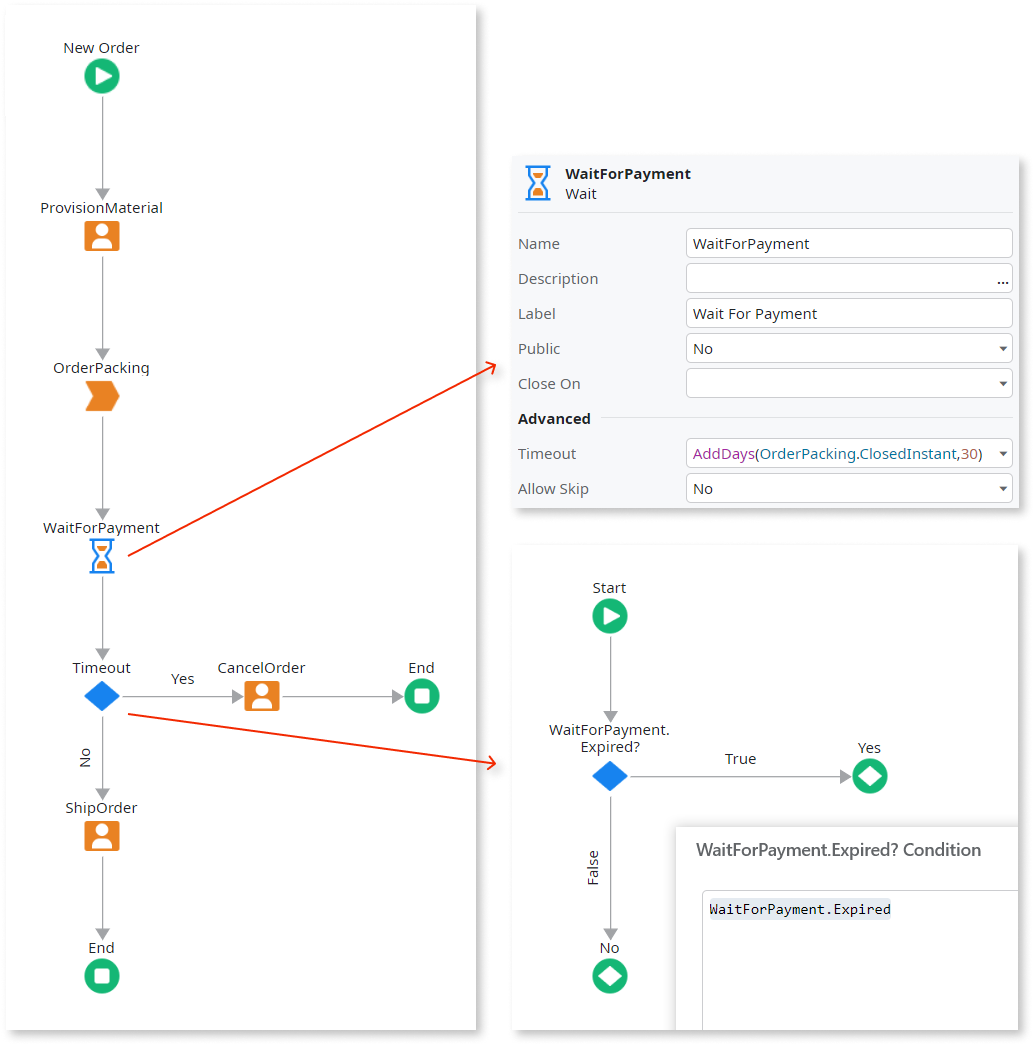 New Order
ProvisionMaterial
OrderPacking
WaitForPayment
Timeout
Yes
CancelOrder
End
No
ShipOrder
End
WaitForPayment
Wait
Name
WaitForPayment
Description
...
Label
Wait For Payment
Public
No
Close On
Advanced
Timeout
AddDays(OrderPacking.ClosedInstant,30)
Allow Skip
No
Start
WaitForPayment.
Expired?
True
Yes
False
No
WaitForPayment.Expired? Condition
WaitForPayment.Expired